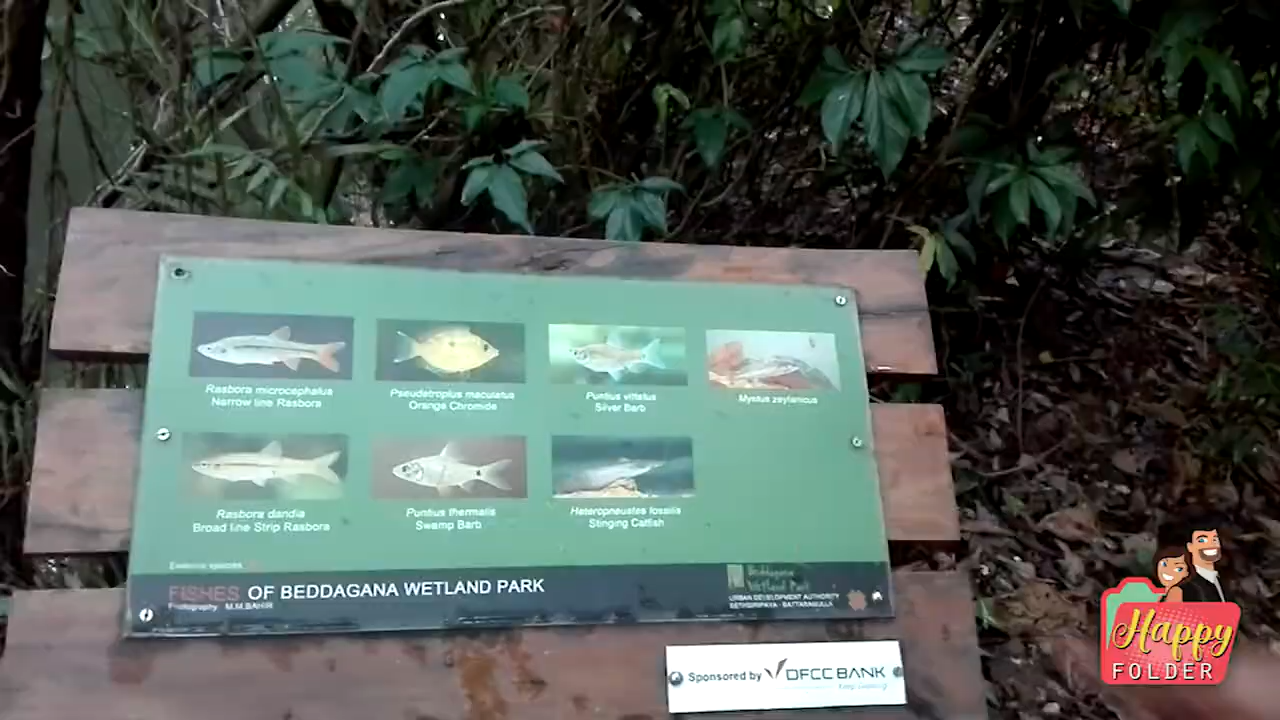 Rasbora microcephalus
Narrow line Rasbora
Pseudetroplus maculatus
Orange Chromide
Puntius vittatus
Silver Barb
Mystus zeylanicus
Rasbora dandia
Broad line Strip Rasbora
Puntius thermalis
Swamp Barb
Heteropneustes fossilis
Stinging Catfish
Endemic species
FISHES OF BEDDAGANA WETLAND PARK
Photography M.M.BAHIR
Beddagana
Wetland Park
URBAN DEVELOPMENT AUTHORITY
SETHSIRIPAYA - BATTARAMULLA
Sponsored by DFCC BANK
Happy
FOLDER